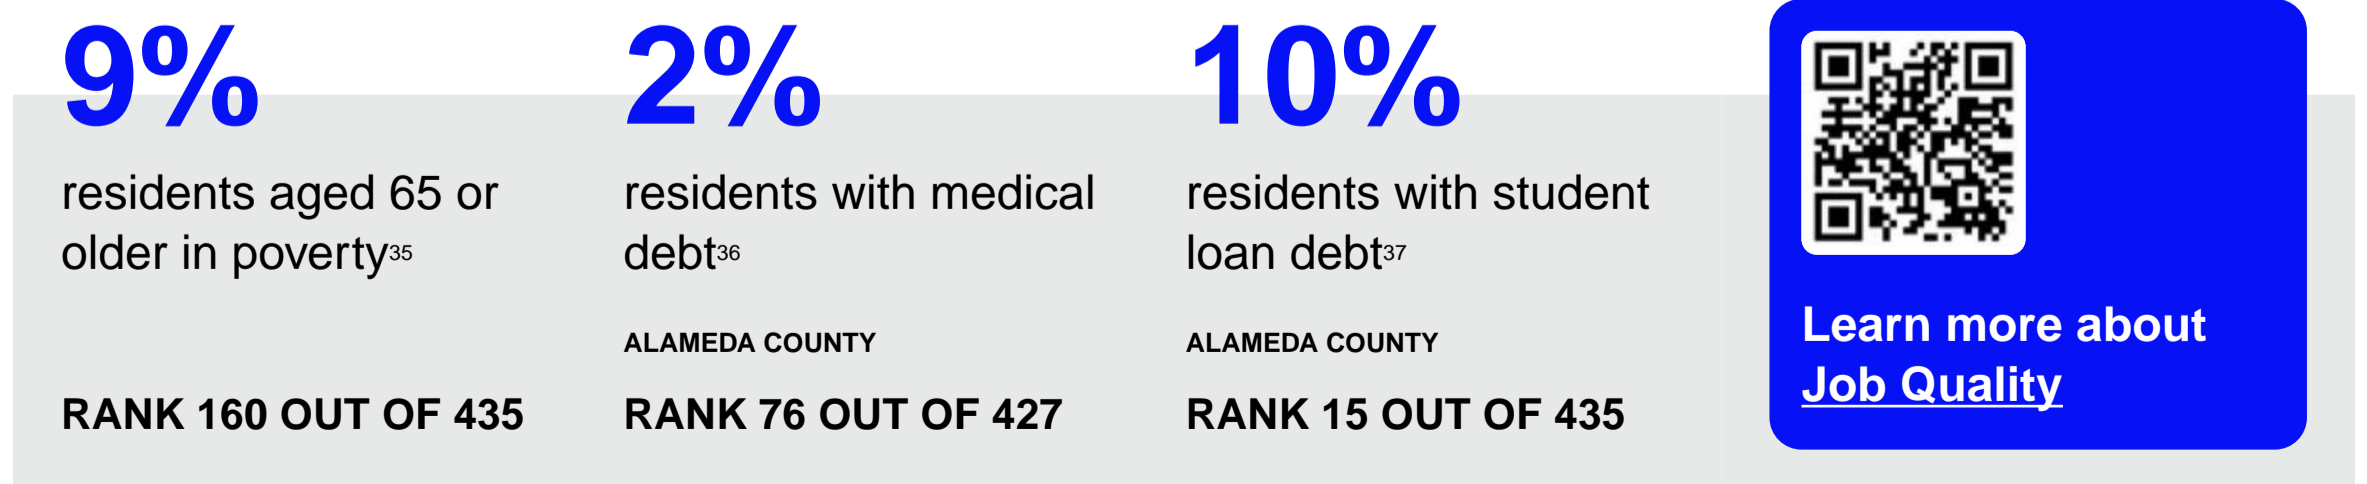 9%
residents aged 65 or
older in poverty35
RANK 160 OUT OF 435
2%
residents with medical
debt36
ALAMEDA COUNTY
RANK 76 OUT OF 427
10%
residents with student
loan debt37
ALAMEDA COUNTY
RANK 15 OUT OF 435
Learn more about
Job Quality